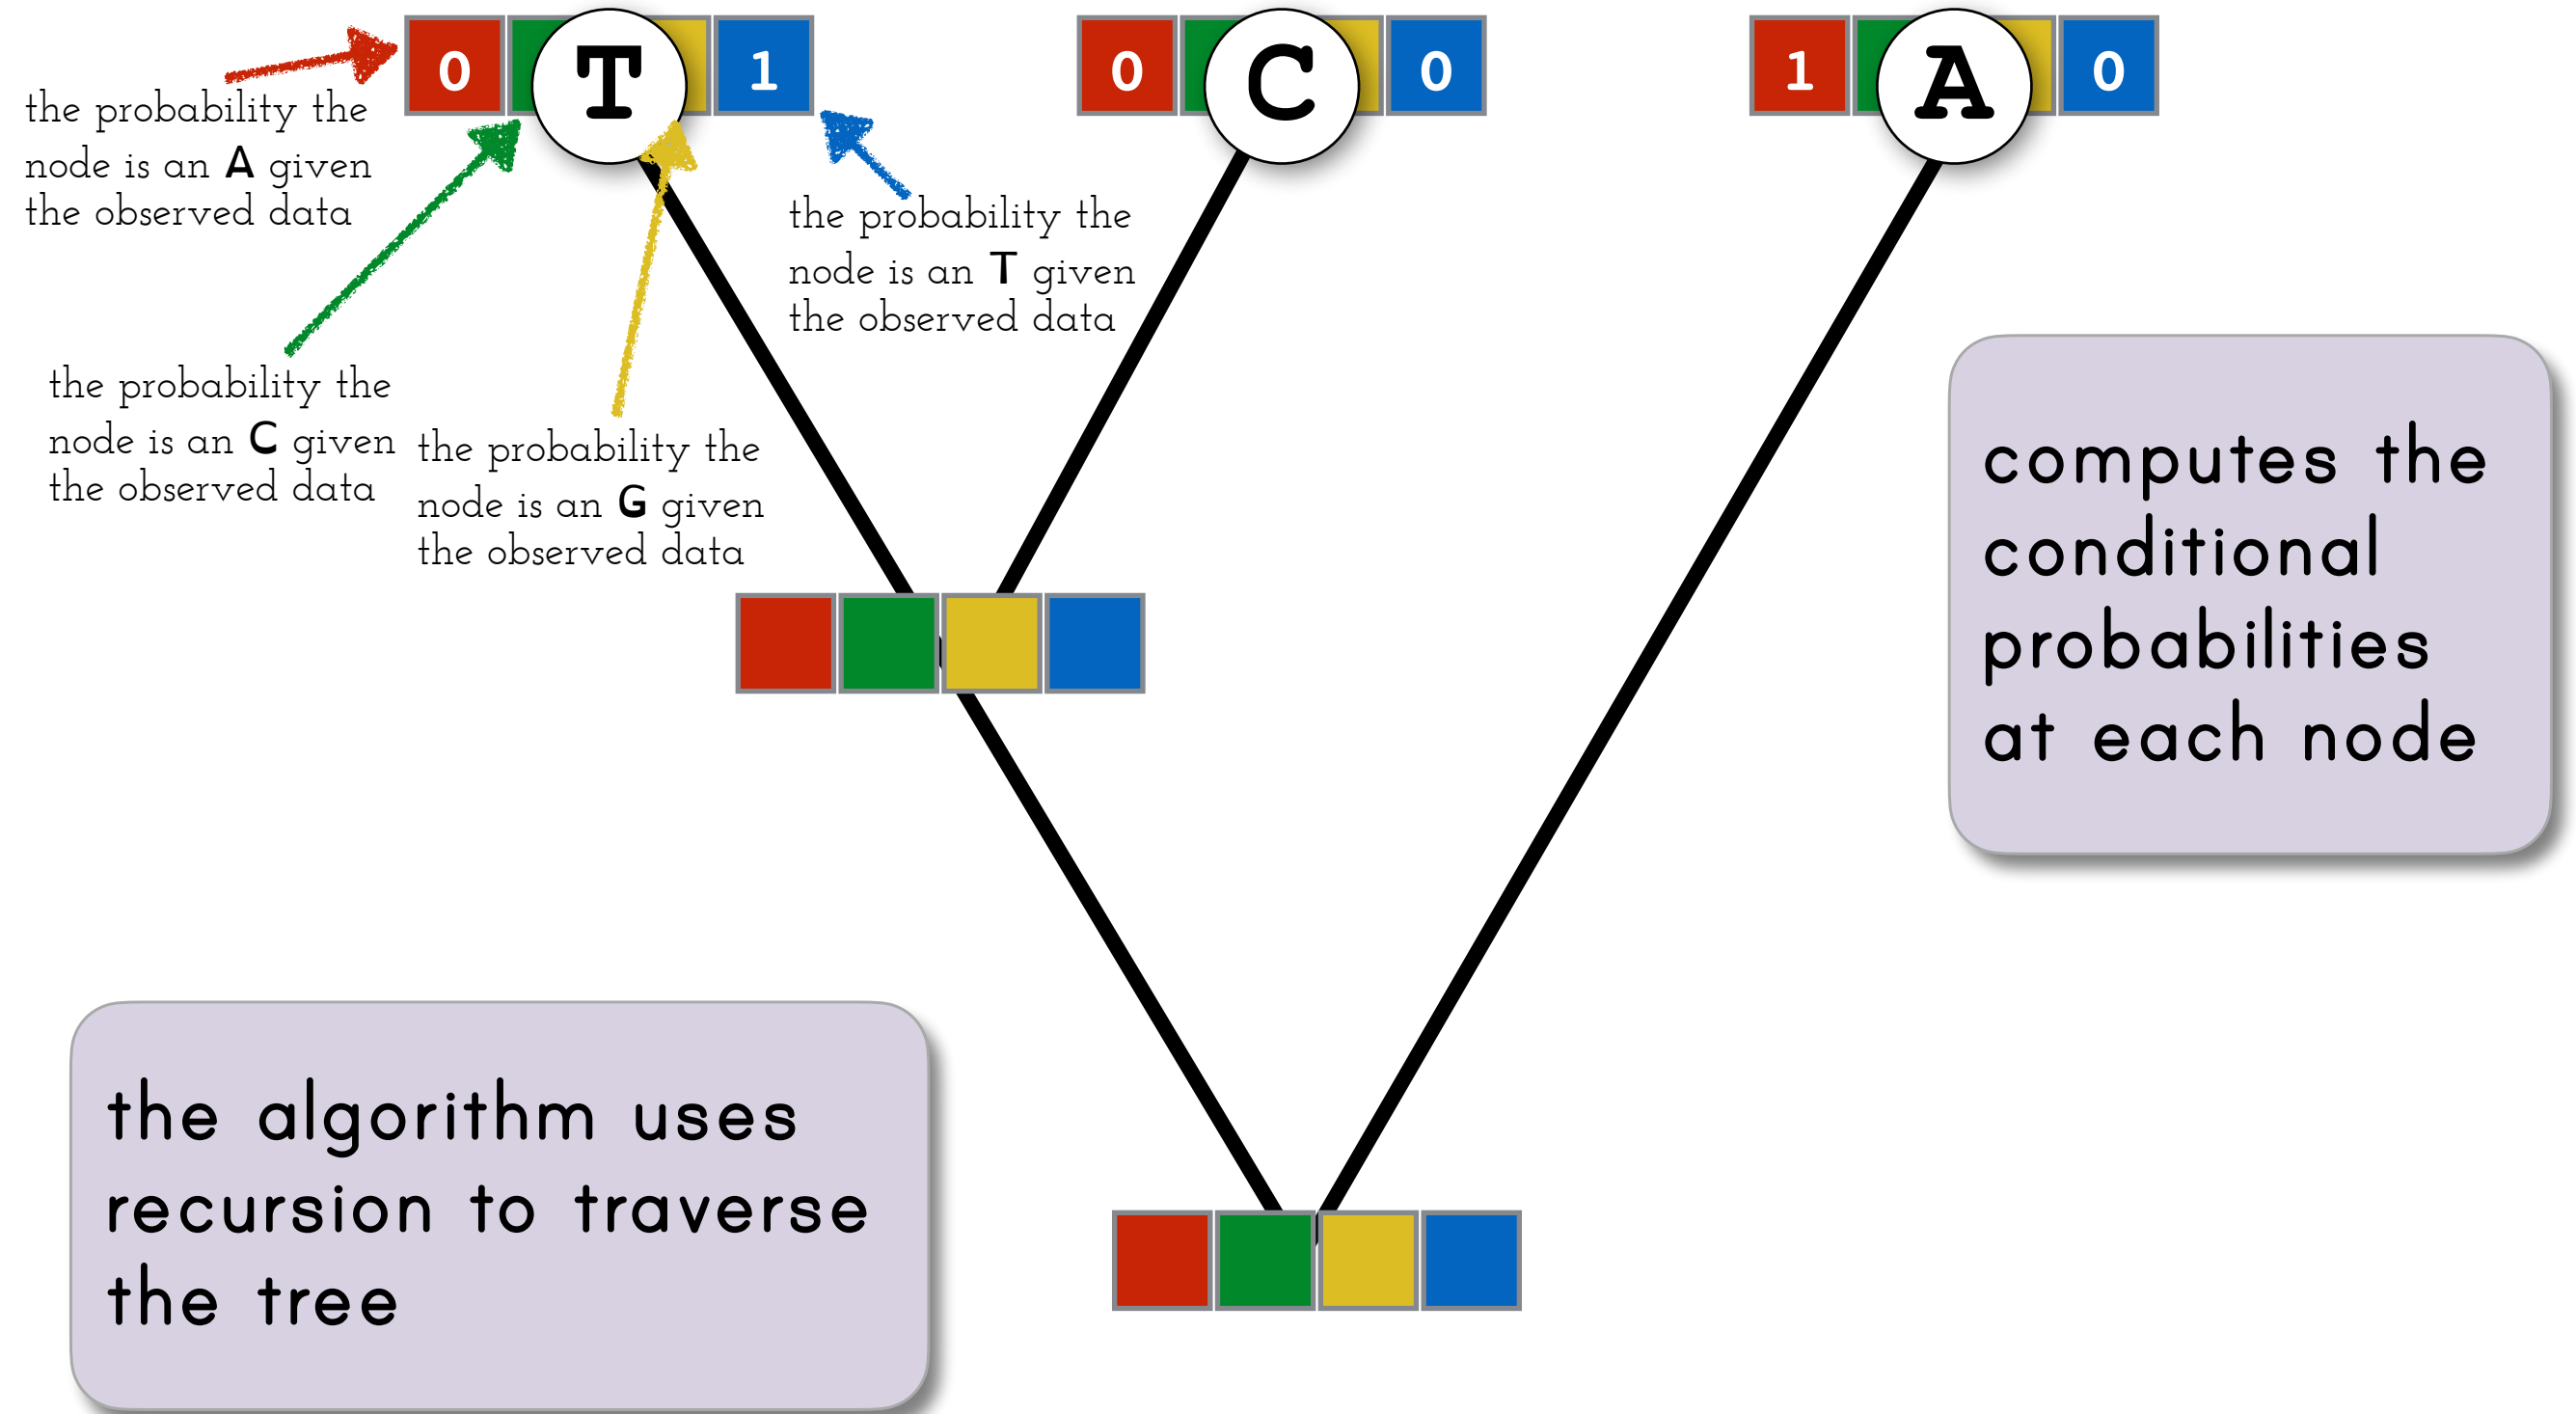 0 T 1
0 C 0
1 A 0
the probability the
node is an A given
the observed data
the probability the
node is an T given
the observed data
the probability the
node is an C given
the observed data
the probability the
node is an G given
the observed data
computes the
conditional
probabilities
at each node
the algorithm uses
recursion to traverse
the tree